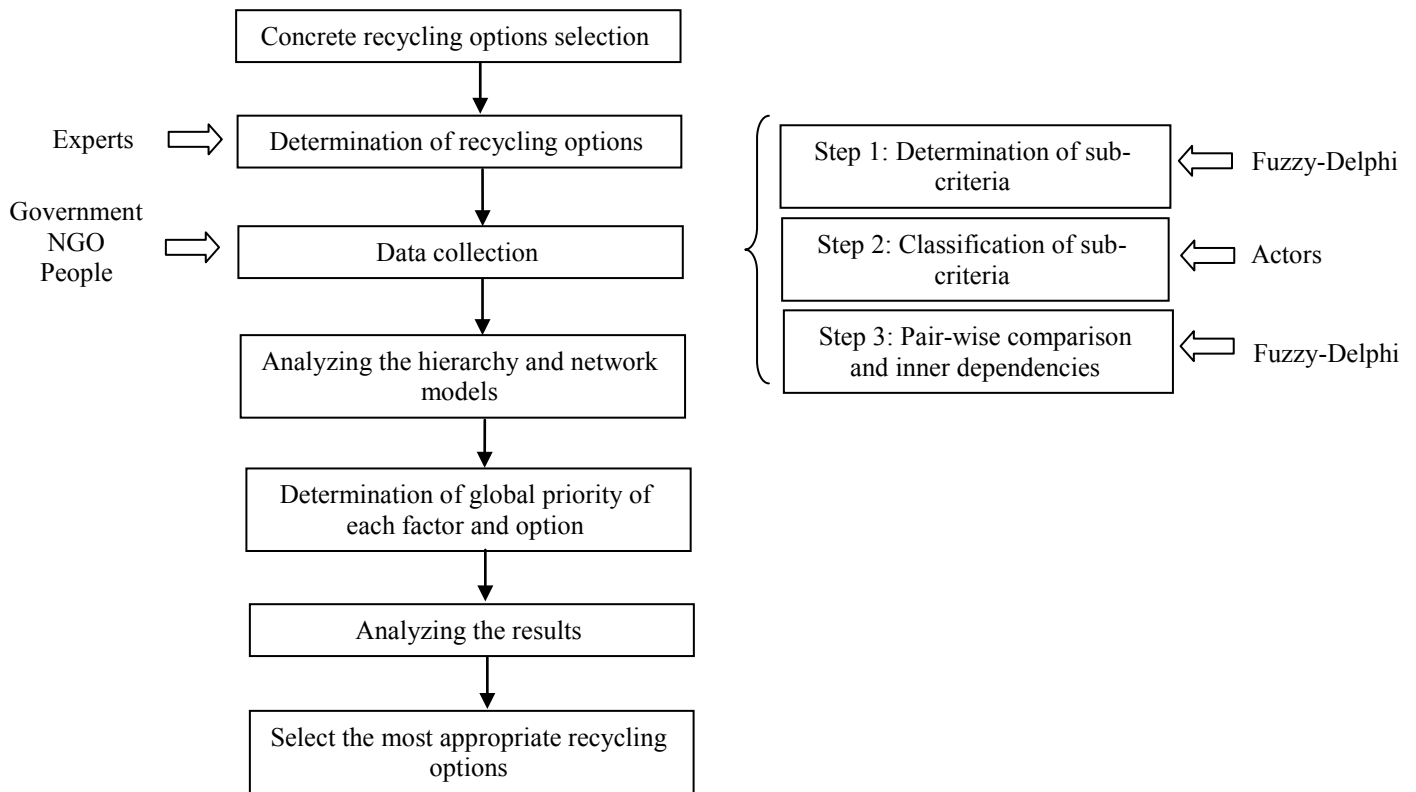 Concrete recycling options selection
Experts
Determination of recycling options
Government
NGO
People
Data collection
Analyzing the hierarchy and network
models
Determination of global priority of
each factor and option
Analyzing the results
Select the most appropriate recycling
options
Step 1: Determination of sub-
criteria
Fuzzy-Delphi
Step 2: Classification of sub-
criteria
Actors
Step 3: Pair-wise comparison
and inner dependencies
Fuzzy-Delphi